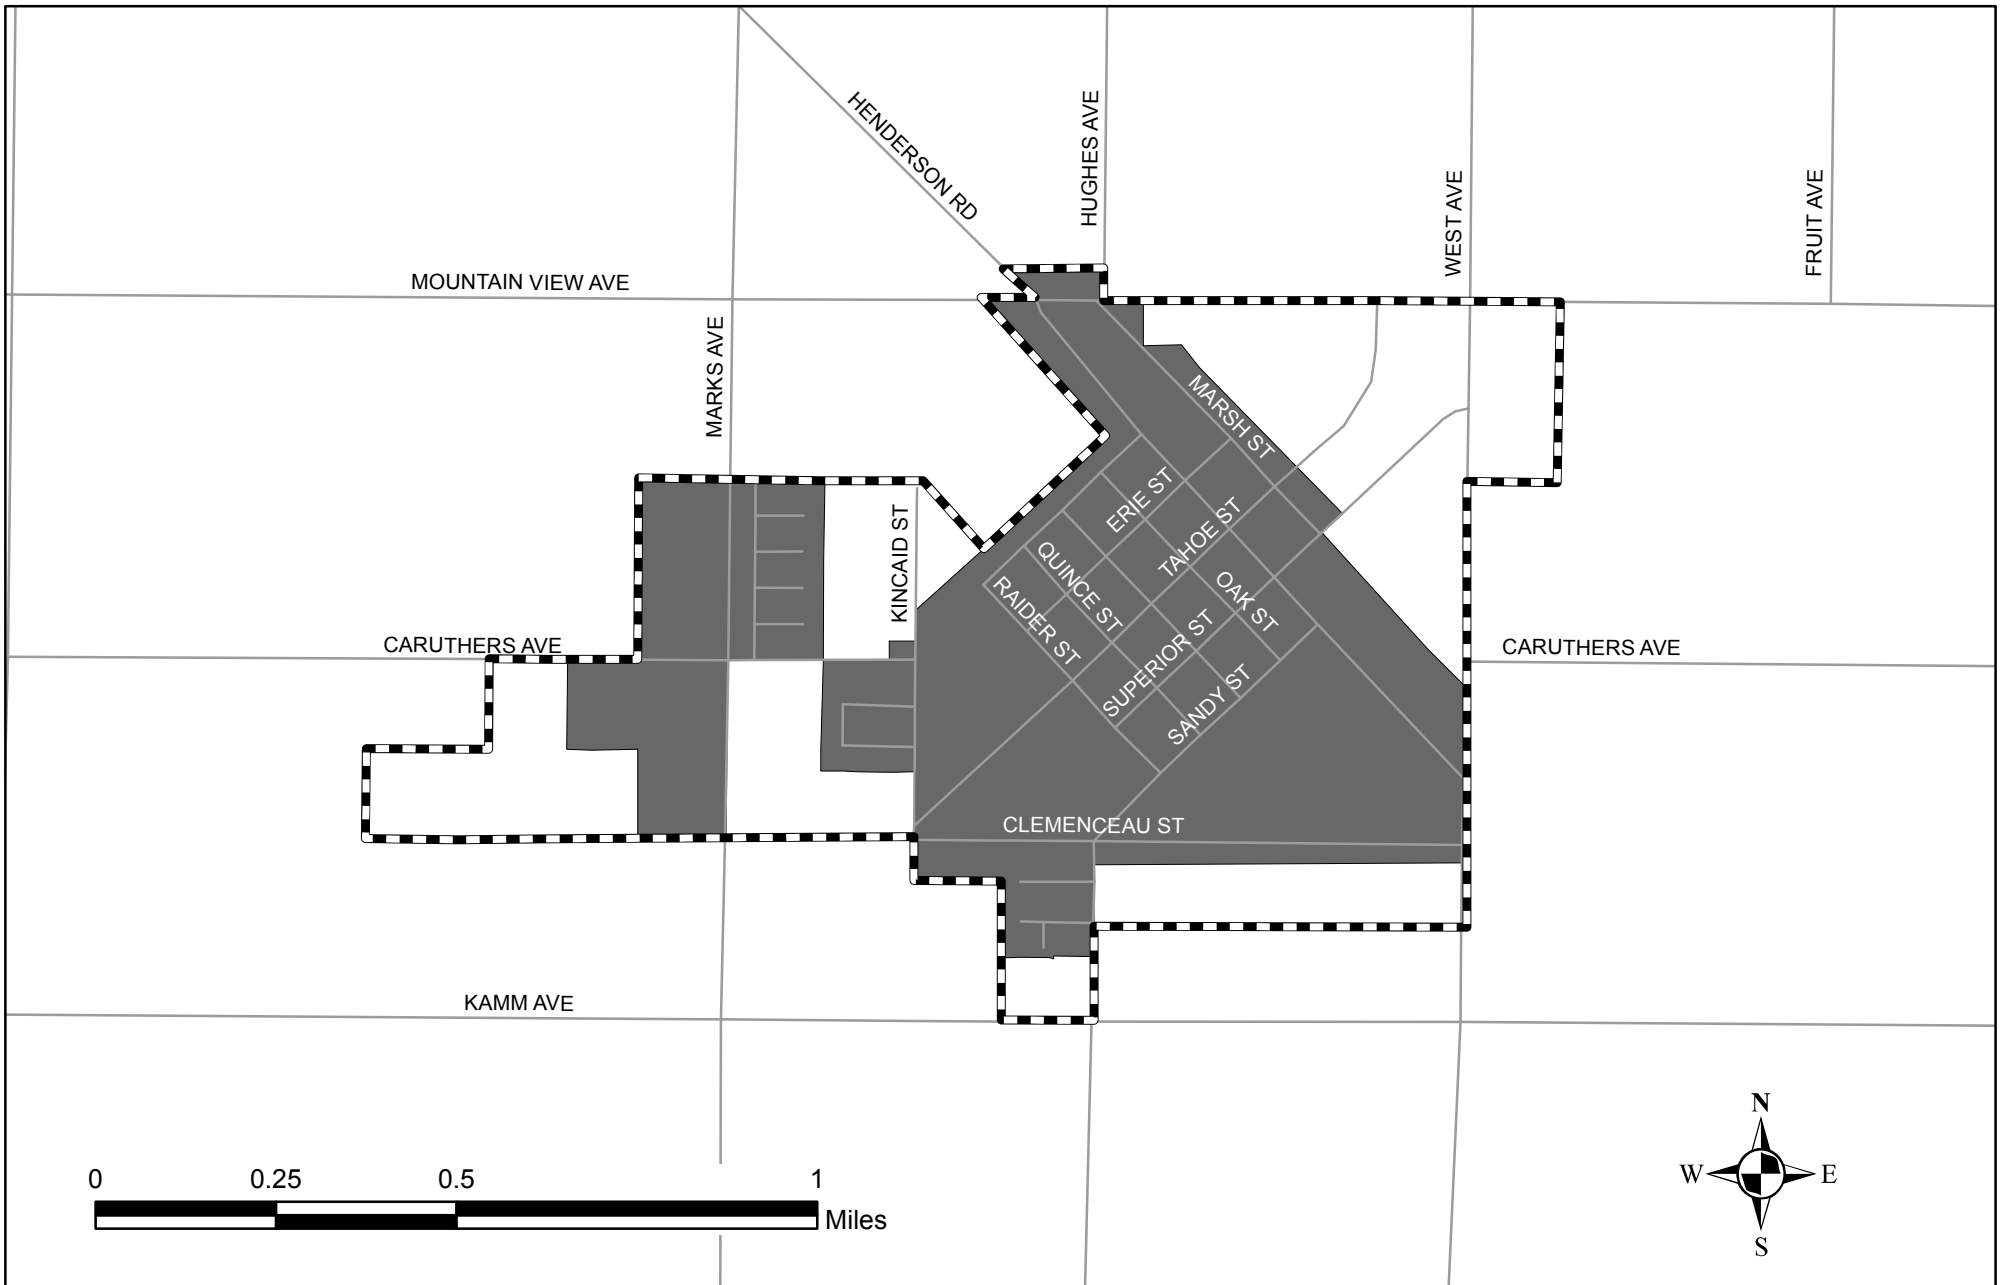 HENDERSON RD
HUGHES AVE
WEST AVE
FRUIT AVE
MOUNTAIN VIEW AVE
MARKS AVE
MARSH ST
ERIE ST
TAHOE ST
KINCAID ST
QUINCE ST
OAK ST
RAIDER ST
SUPERIOR ST
SANDY ST
CARUTHERS AVE
CARUTHERS AVE
CLEMENCEAU ST
KAMM AVE
N
W E
S
0 0.25 0.5 1
Miles